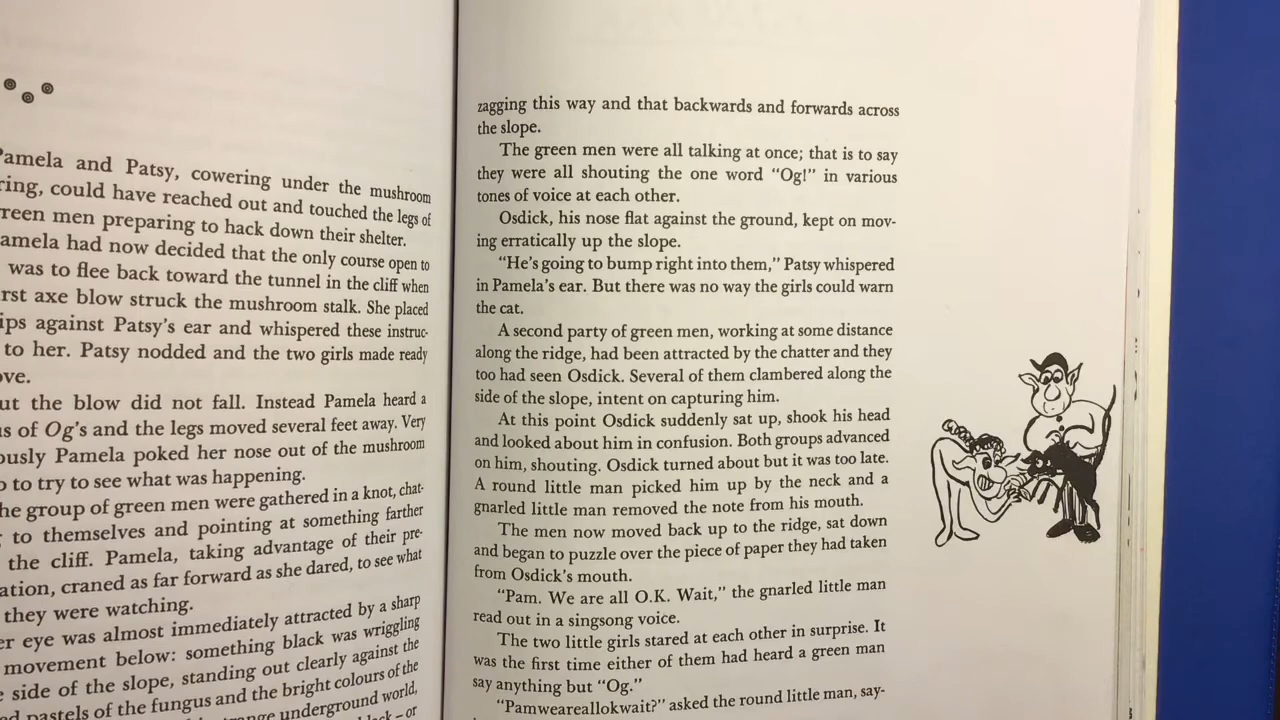 Pamela and Patsy, cowering under the mushroom
could have reached out and touched the legs of
green men preparing to hack down their shelter.
Pamela had now decided that the only course open to
was to flee back toward the tunnel in the cliff when
axe blow struck the mushroom stalk. She placed
against Patsy's ear and whispered these instruc-
to her. Patsy nodded and the two girls made ready
the blow did not fall. Instead Pamela heard a
of Og's and the legs moved several feet away. Very
Pamela poked her nose out of the mushroom
to try to see what was happening.
group of green men were gathered in a knot, chat-
to themselves and pointing at something farther
the cliff. Pamela, taking advantage of their pre-
craned as far forward as she dared, to see what
they were watching.
eye was almost immediately attracted by a sharp
movement below: something black was wriggling
side of the slope, standing out clearly against the
pastels of the fungus and the bright colours of the
underground world,
– or
zagging this way and that backwards and forwards across
the slope.
The green men were all talking at once; that is to say
they were all shouting the one word "Og!" in various
tones of voice at each other.
Osdick, his nose flat against the ground, kept on mov-
ing erratically up the slope.
"He's going to bump right into them," Patsy whispered
in Pamela's ear. But there was no way the girls could warn
the cat.
A second party of green men, working at some distance
along the ridge, had been attracted by the chatter and they
too had seen Osdick. Several of them clambered along the
side of the slope, intent on capturing him.
At this point Osdick suddenly sat up, shook his head
and looked about him in confusion. Both groups advanced
on him, shouting. Osdick turned about but it was too late.
A round little man picked him up by the neck and a
gnarled little man removed the note from his mouth.
The men now moved back up to the ridge, sat down
and began to puzzle over the piece of paper they had taken
from Osdick's mouth.
"Pam. We are all O.K. Wait," the gnarled little man
read out in a singsong voice.
The two little girls stared at each other in surprise. It
was the first time either of them had heard a green man
say anything but "Og."
"Pamweareallokwait?" asked the round little man, say-